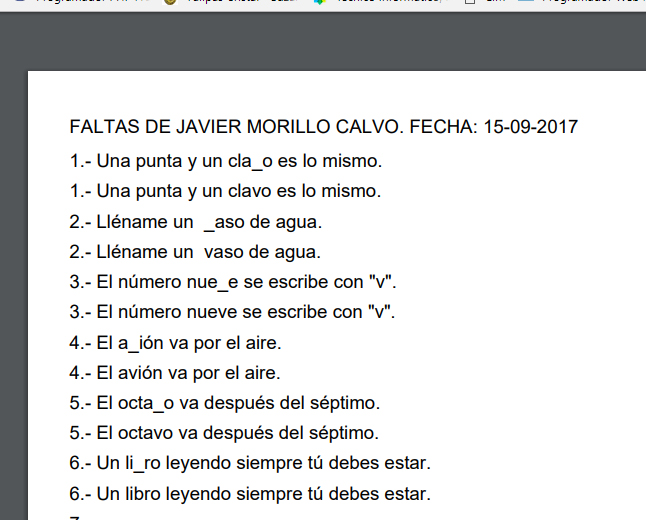 FALTAS DE JAVIER MORILLO CALVO. FECHA: 15-09-2017
1.- Una punta y un cla_o es lo mismo.
1.- Una punta y un clavo es lo mismo.
2.- Lléname un  _aso de agua.
2.- Lléname un  vaso de agua.
3.- El número nue_e se escribe con "v".
3.- El número nueve se escribe con "v".
4.- El a_ión va por el aire.
4.- El avión va por el aire.
5.- El octa_o va después del séptimo.
5.- El octavo va después del séptimo.
6.- Un li_ro leyendo siempre tú debes estar.
6.- Un libro leyendo siempre tú debes estar.